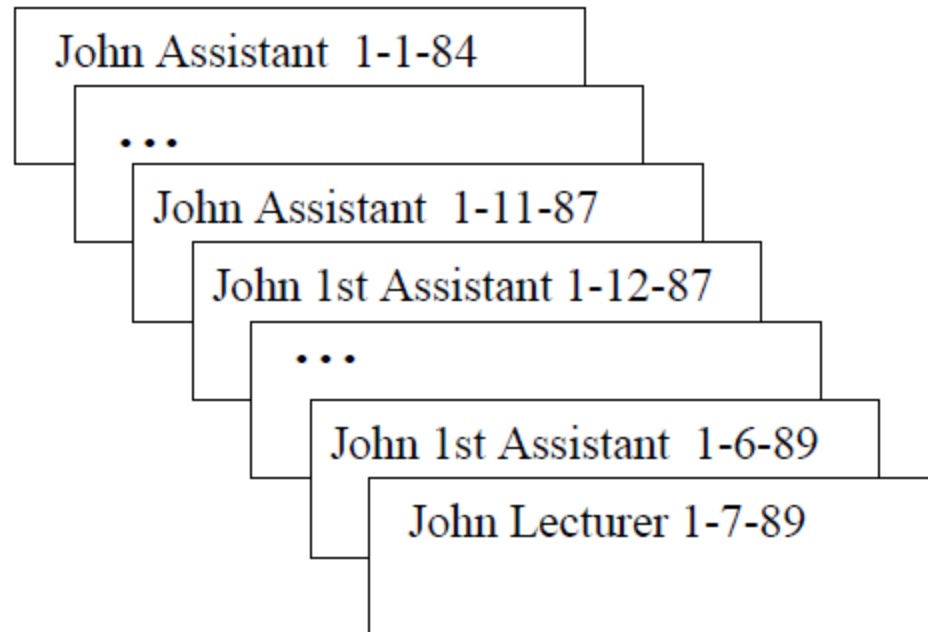 John Assistant 1-1-84
...
John Assistant 1-11-87
John 1st Assistant 1-12-87
...
John 1st Assistant 1-6-89
John Lecturer 1-7-89